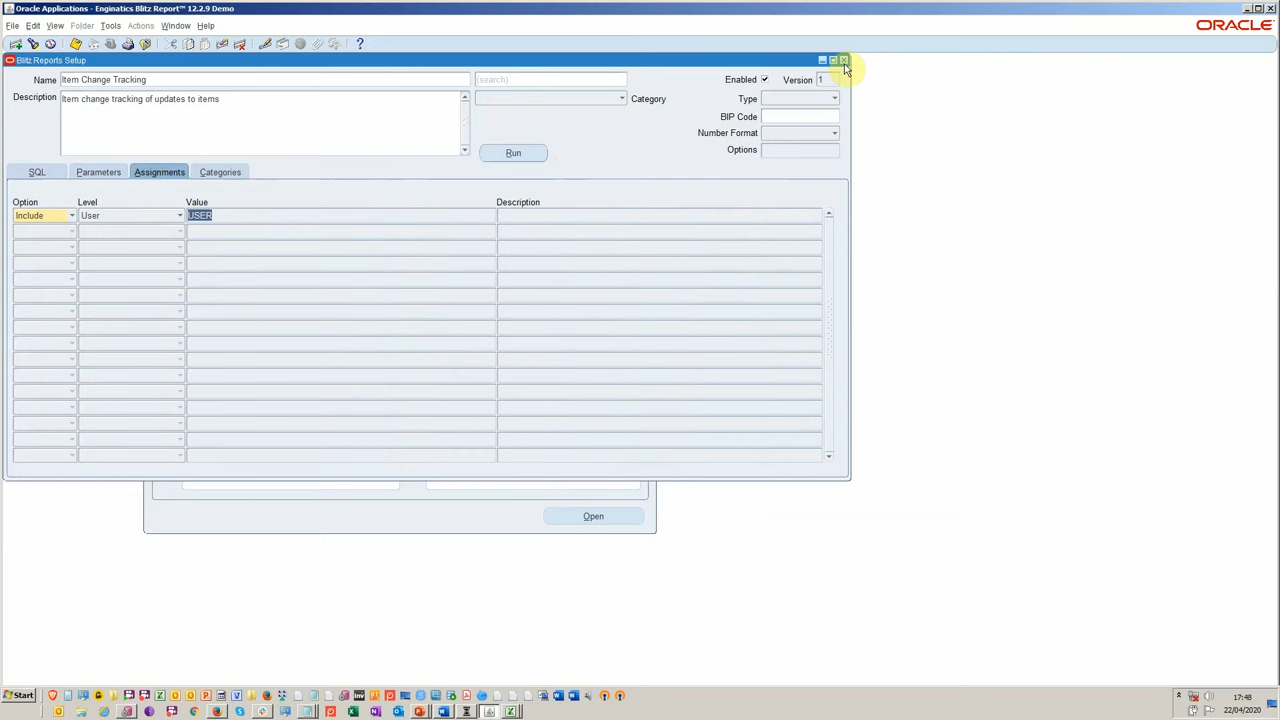 Oracle Applications - Enginatics Blitz Report™ 12.2.9 Demo
File Edit View Folder Tools Actions Window Help
ORACLE
Blitz Reports Setup
Name Item Change Tracking (search) Enabled Version 1
Description Item change tracking of updates to items Category Type
BIP Code
Number Format
Options
Run
SQL Parameters Assignments Categories
Option Level Value Description
Include User USER
Open
Start
17:48
22/04/2020